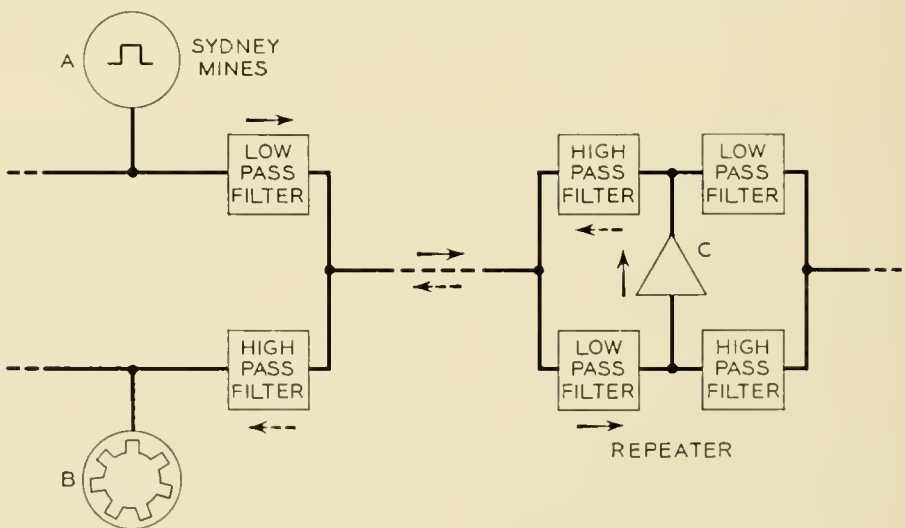 A
SYDNEY
MINES
LOW
PASS
FILTER
HIGH
PASS
FILTER
LOW
PASS
FILTER
C
HIGH
PASS
FILTER
LOW
PASS
FILTER
HIGH
PASS
FILTER
B
REPEATER